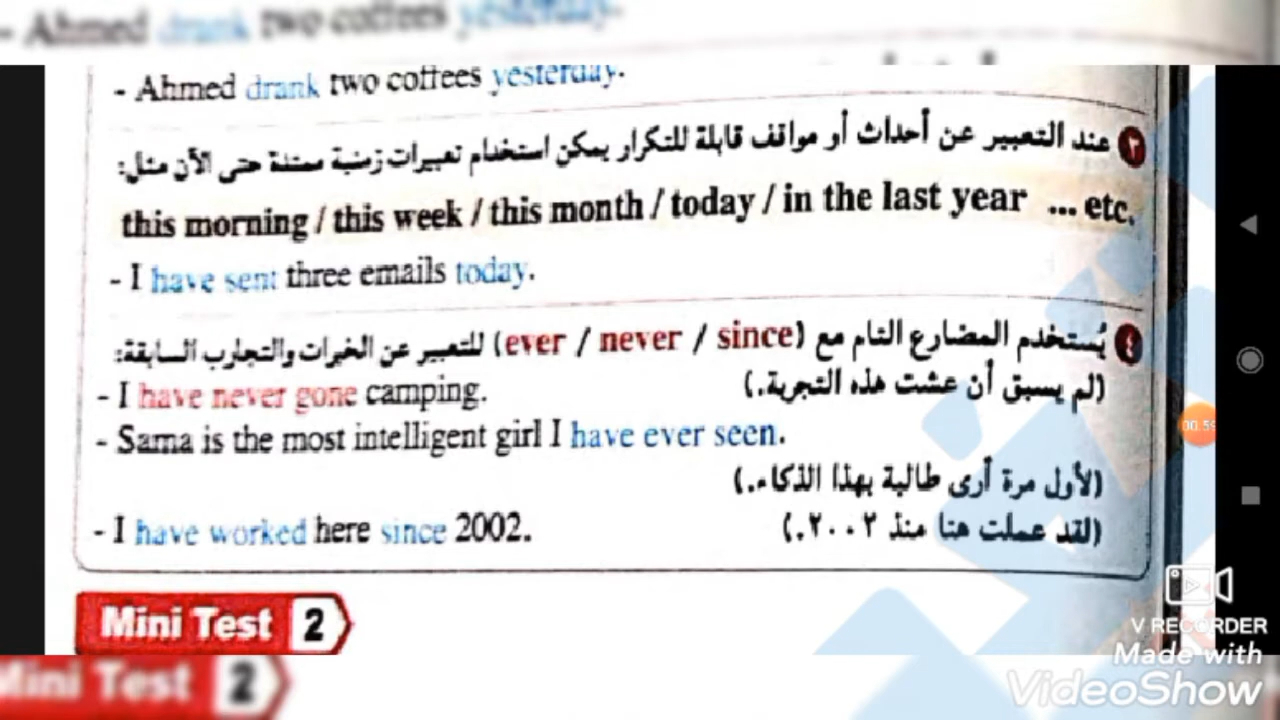 - Ahmed drank two coffees yesterday.
- Ahmed drank two coffees yesterday.
٣ عند التعبير عن أحداث أو مواقف قابلة للتكرار يمكن استخدام تعبيرات زمنية ممتدة حتى الآن مثل:
this morning / this week / this month / today / in the last year ... etc.
- I have sent three emails today.
٤ يُستخدم المضارع التام مع (ever / never / since) للتعبير عن الخبرات والتجارب السابقة:
- I have never gone camping. (لم يسبق أن عشت هذه التجربة.)
- Sama is the most intelligent girl I have ever seen.
(لأول مرة أرى طالبة بهذا الذكاء.)
- I have worked here since 2002. (لقد عملت هنا منذ ٢٠٠٢.)
Mini Test 2
Mini Test 2
00:59
V RECORDER
Made with
VideoShow